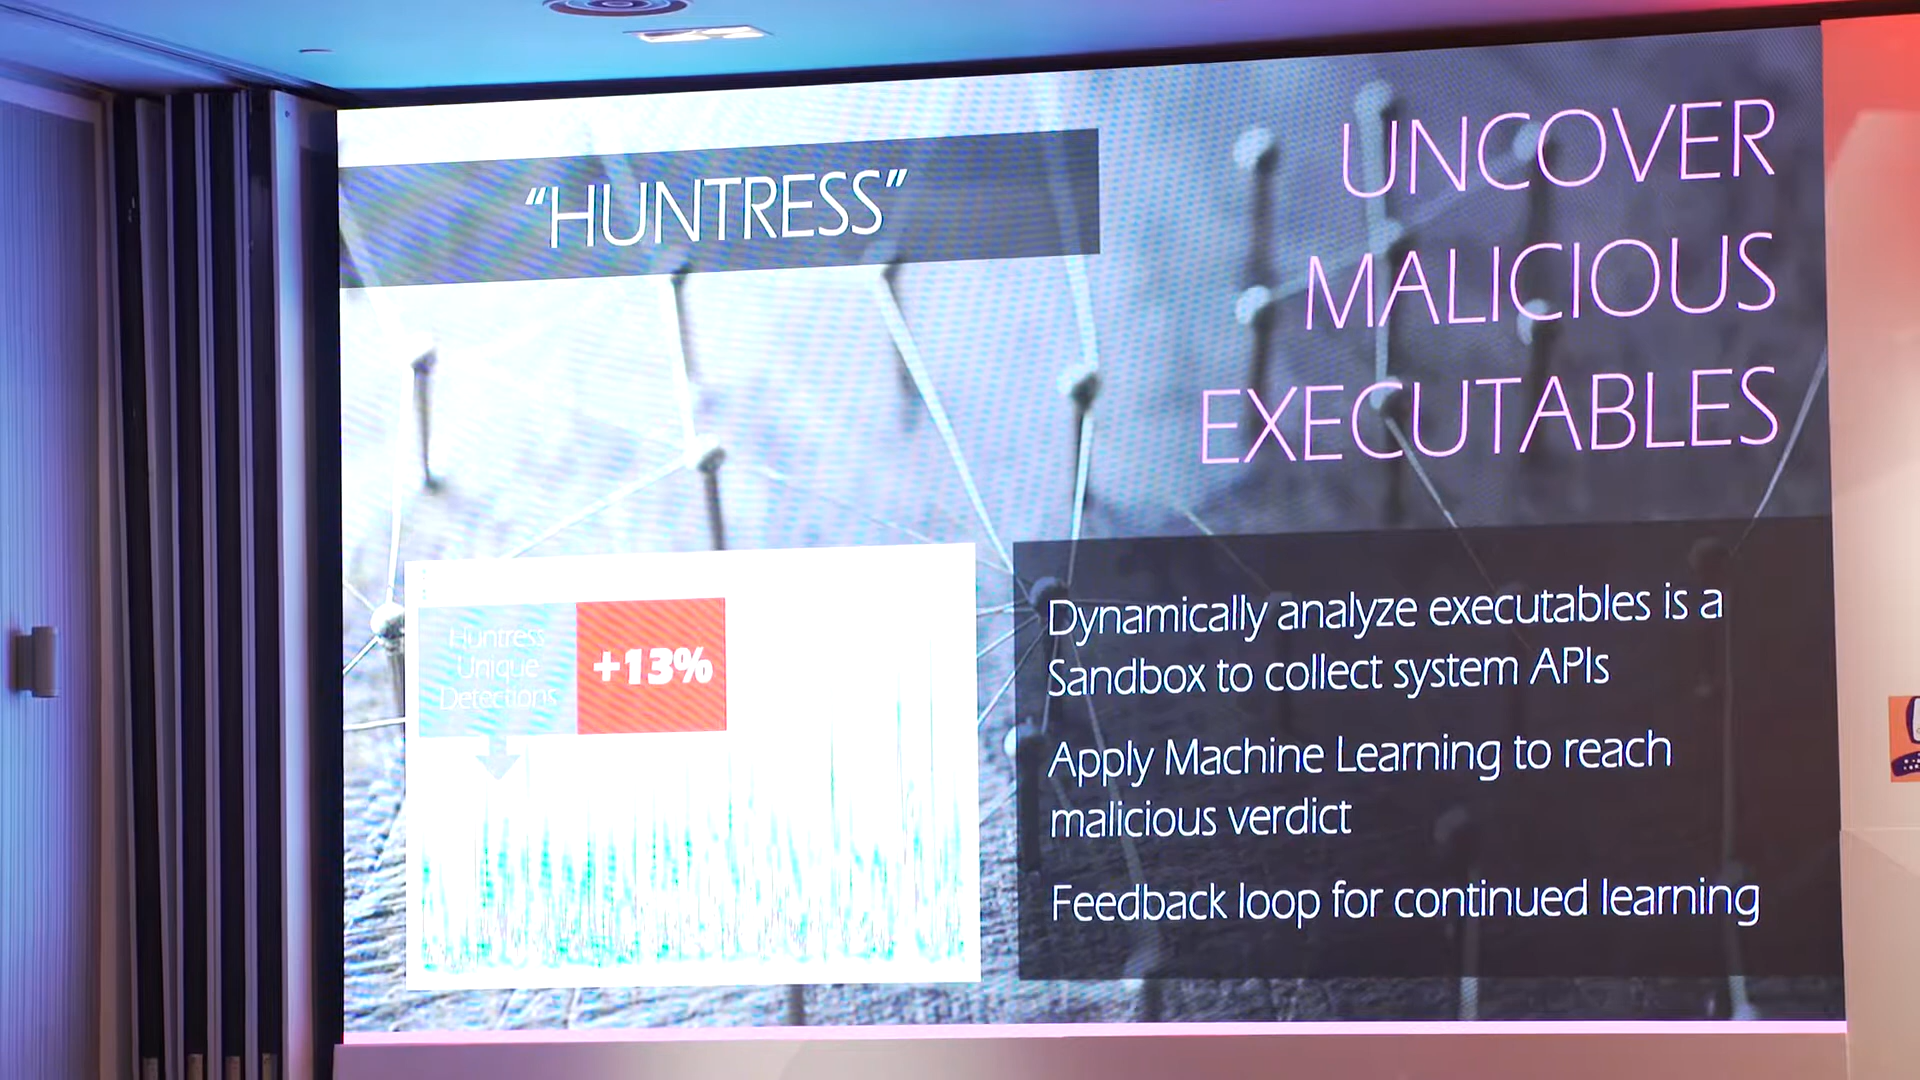 “HUNTRESS”
UNCOVER
MALICIOUS
EXECUTABLES
Huntress
Unique
Detections
+13%
Dynamically analyze executables is a
Sandbox to collect system APIs
Apply Machine Learning to reach
malicious verdict
Feedback loop for continued learning